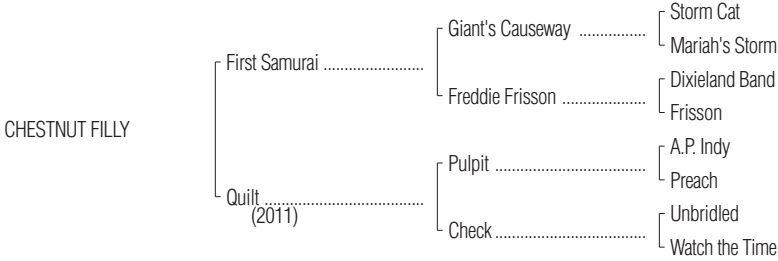 Storm Cat
Giant's Causeway ................
Mariah's Storm
First Samurai ........................
Dixieland Band
Freddie Frisson .....................
Frisson
CHESTNUT FILLY
A.P. Indy
Pulpit ......................................
Preach
Quilt ........................................
(2011)
Unbridled
Check ......................................
Watch the Time